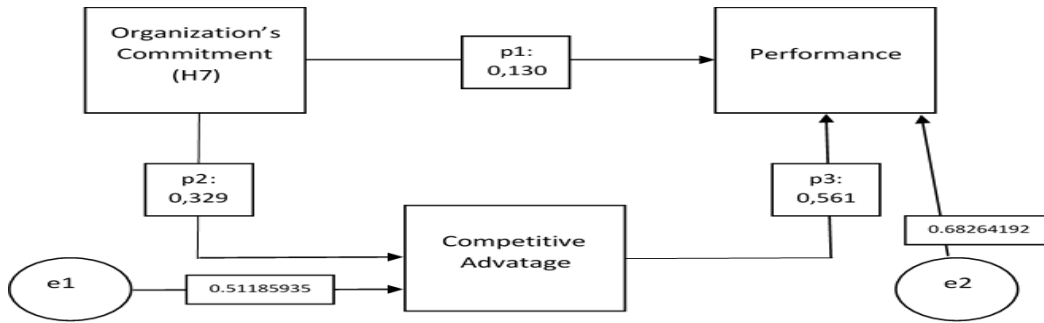 Organization’s
Commitment
(H7)
p1:
0,130
Performance
p2:
0,329
p3:
0,561
Competitive
Advatage
0.68264192
e1
0.51185935
e2